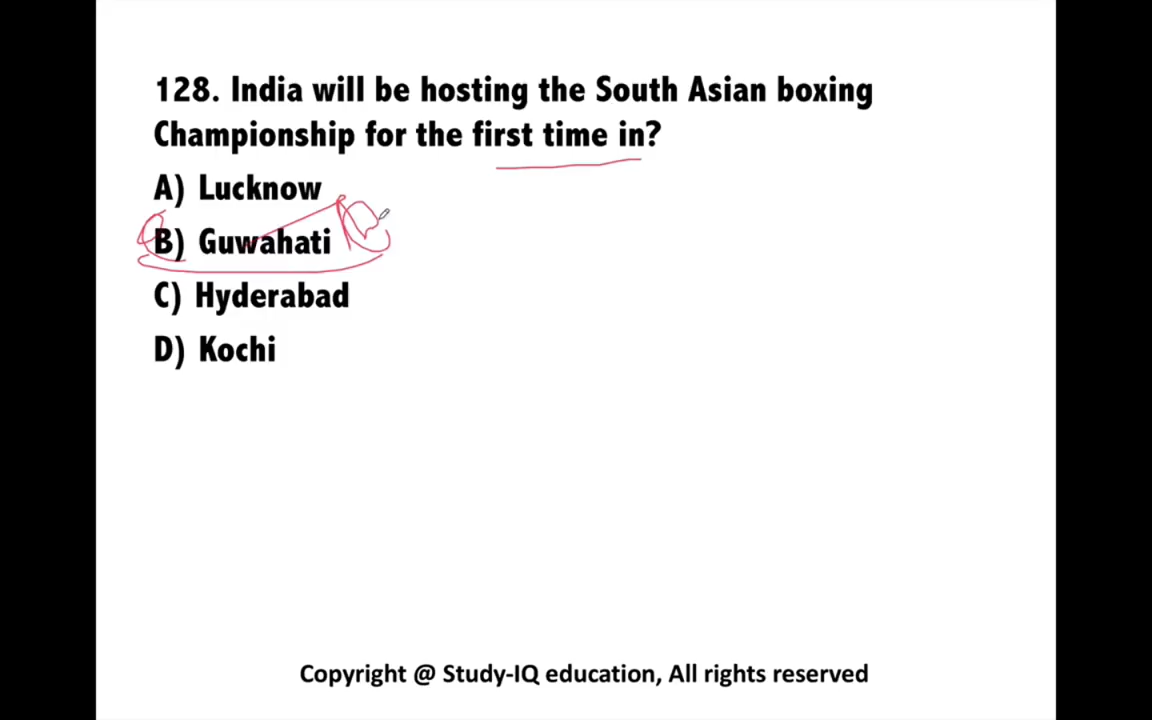 128. India will be hosting the South Asian boxing
Championship for the first time in?
A) Lucknow
B) Guwahati
C) Hyderabad
D) Kochi
Copyright @ Study-IQ education, All rights reserved